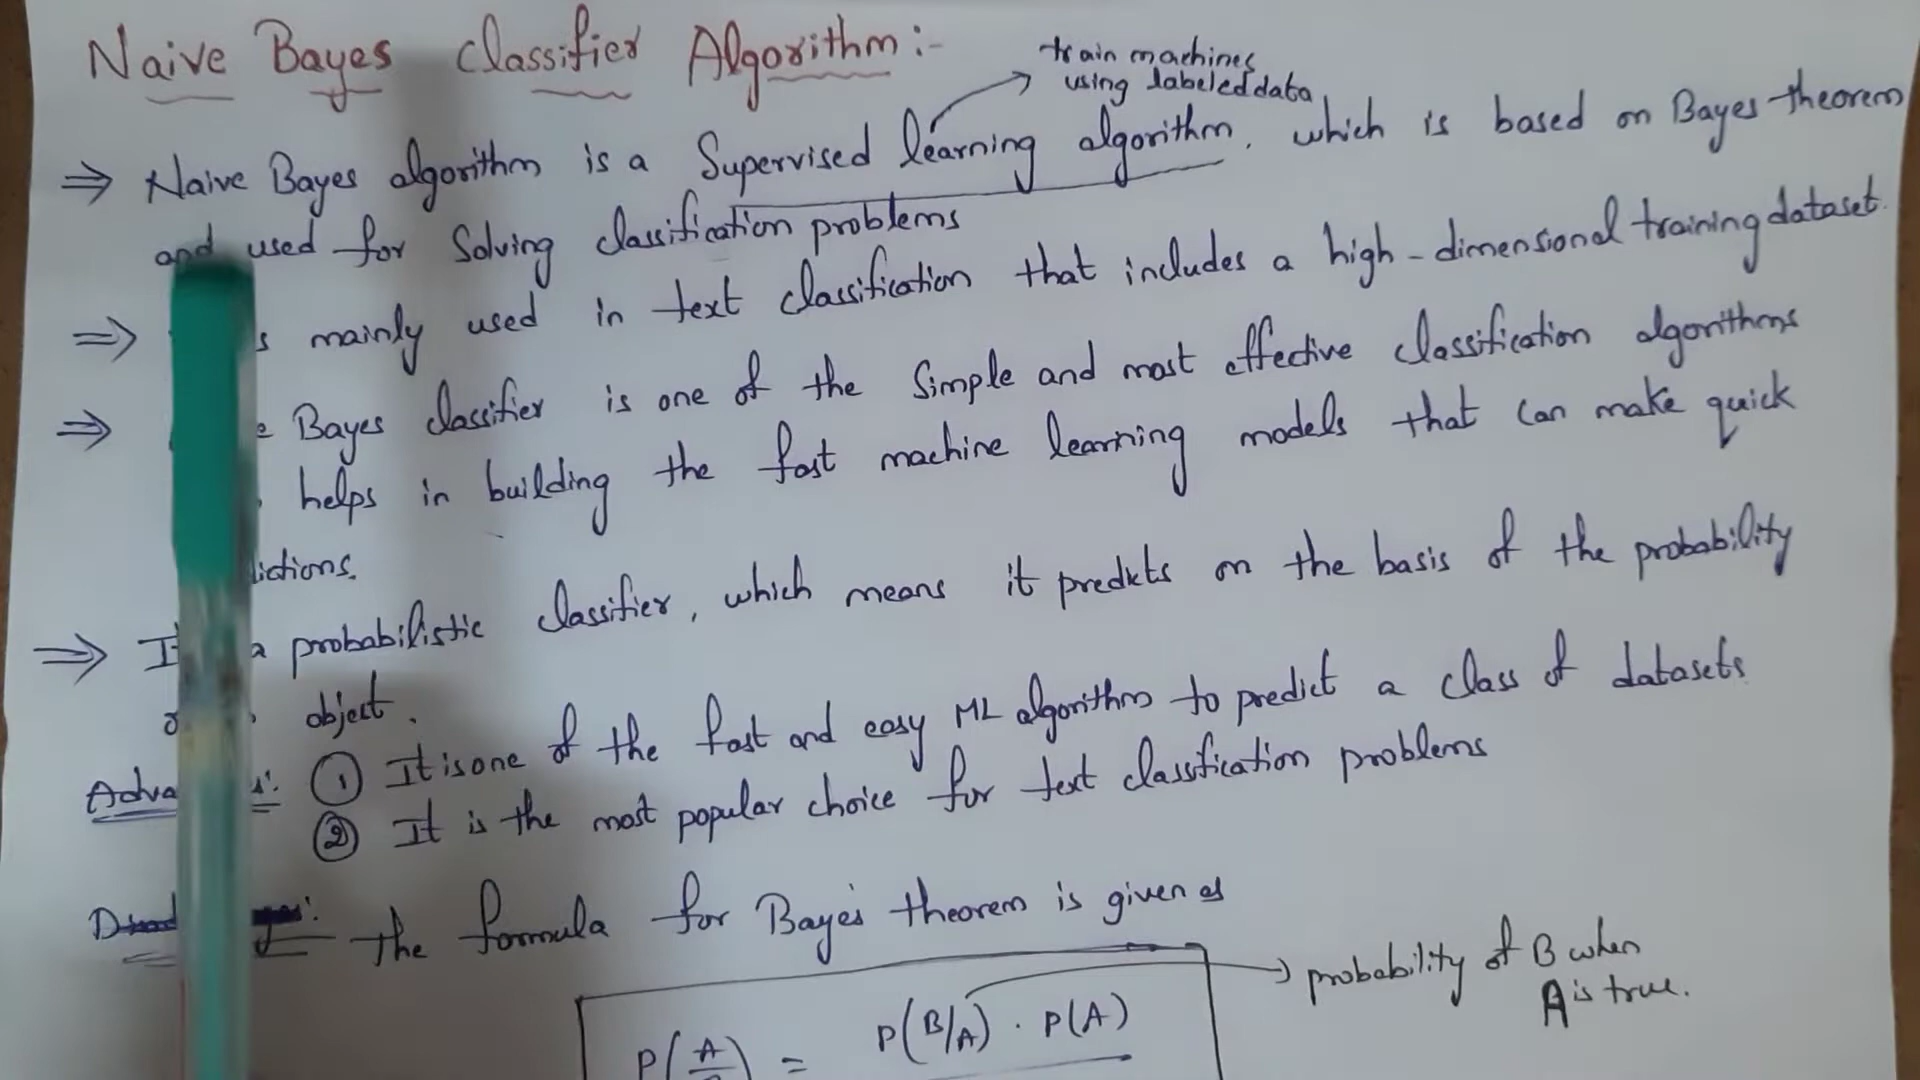 Naive Bayes Classifier Algorithm:-
train machines
using labeled data
⇒ Naive Bayes algorithm is a Supervised learning algorithm, which is based on Bayes theorem
and used for Solving classification problems
⇒ mainly used in text classification that includes a high-dimensional training dataset.
⇒ Bayes classifier is one of the Simple and most effective classification algorithms
helps in building the fast machine learning models that can make quick
ictions.
⇒ It a probabilistic classifier, which means it predicts on the basis of the probability
object.
Adva s: ① It is one of the fast and easy ML algorithms to predict a class of datasets
② It is the most popular choice for text classification problems
the formula for Bayes theorem is given as
probability of B when
A is true.
P(B/A) . P(A)
P(A =